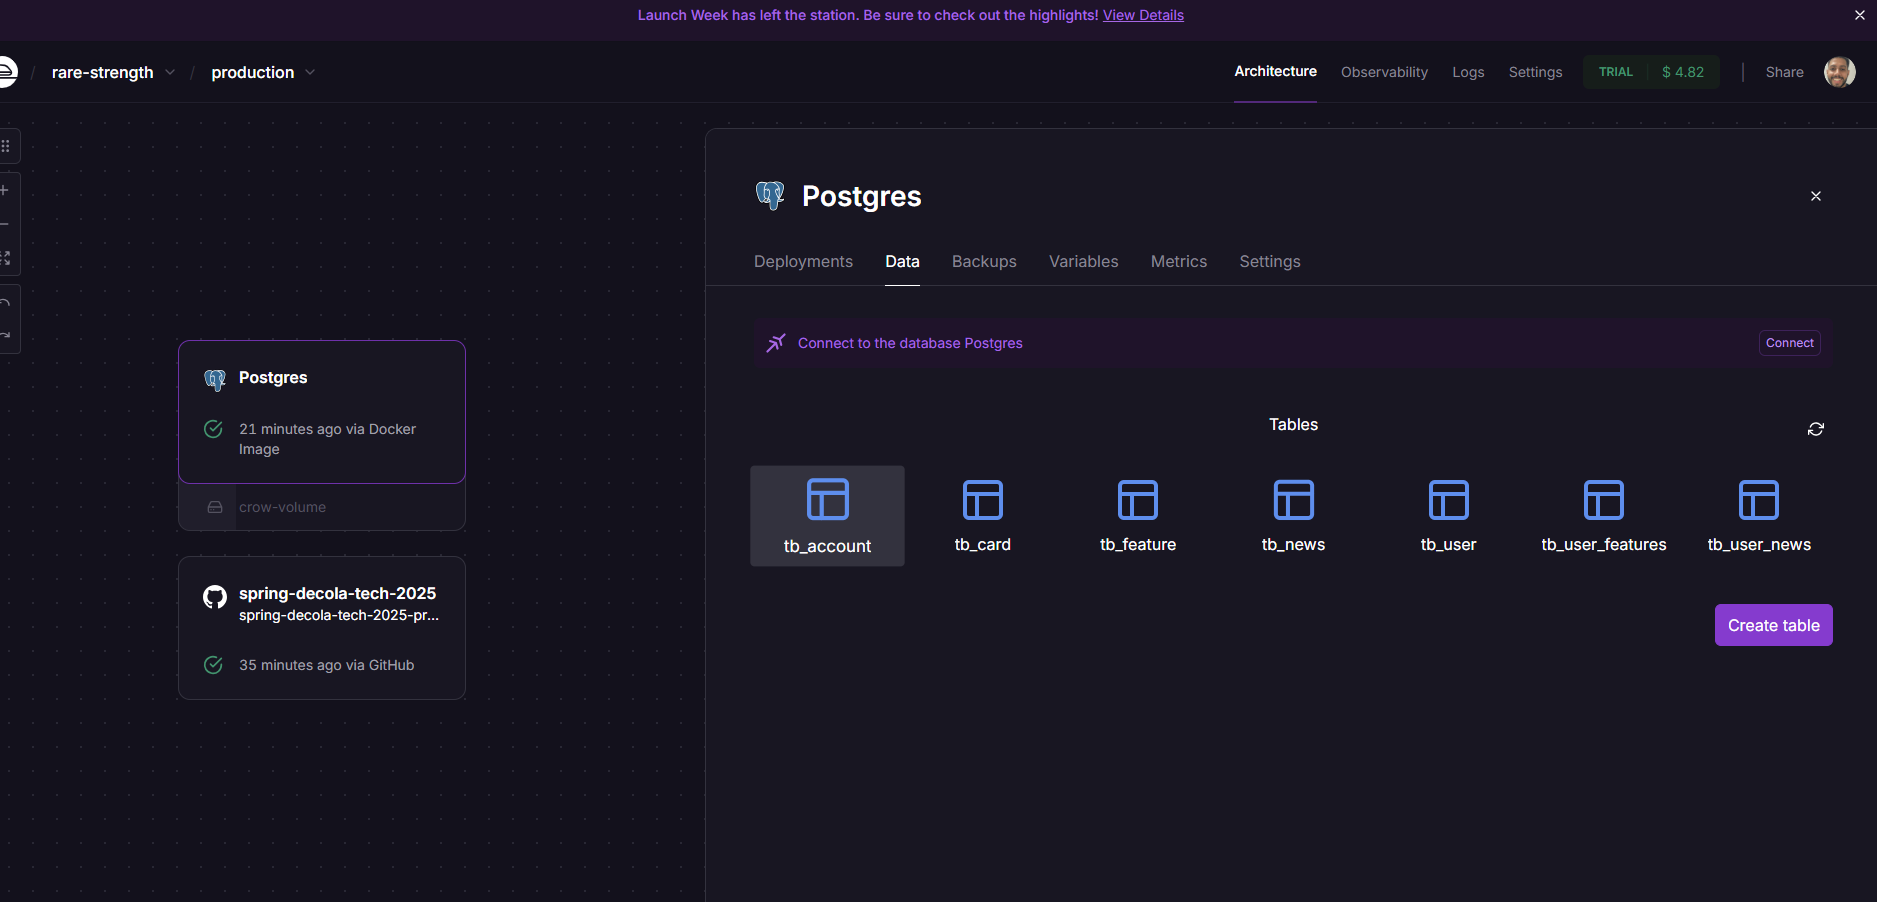 Launch Week has left the station. Be sure to check out the highlights! View Details
/ rare-strength / production
Architecture Observability Logs Settings TRIAL $ 4.82 Share
Postgres
Deployments Data Backups Variables Metrics Settings
Connect to the database Postgres Connect
Tables
tb_account tb_card tb_feature tb_news tb_user tb_user_features tb_user_news
Create table
Postgres
21 minutes ago via Docker
Image
crow-volume
spring-decola-tech-2025
spring-decola-tech-2025-pr...
35 minutes ago via GitHub